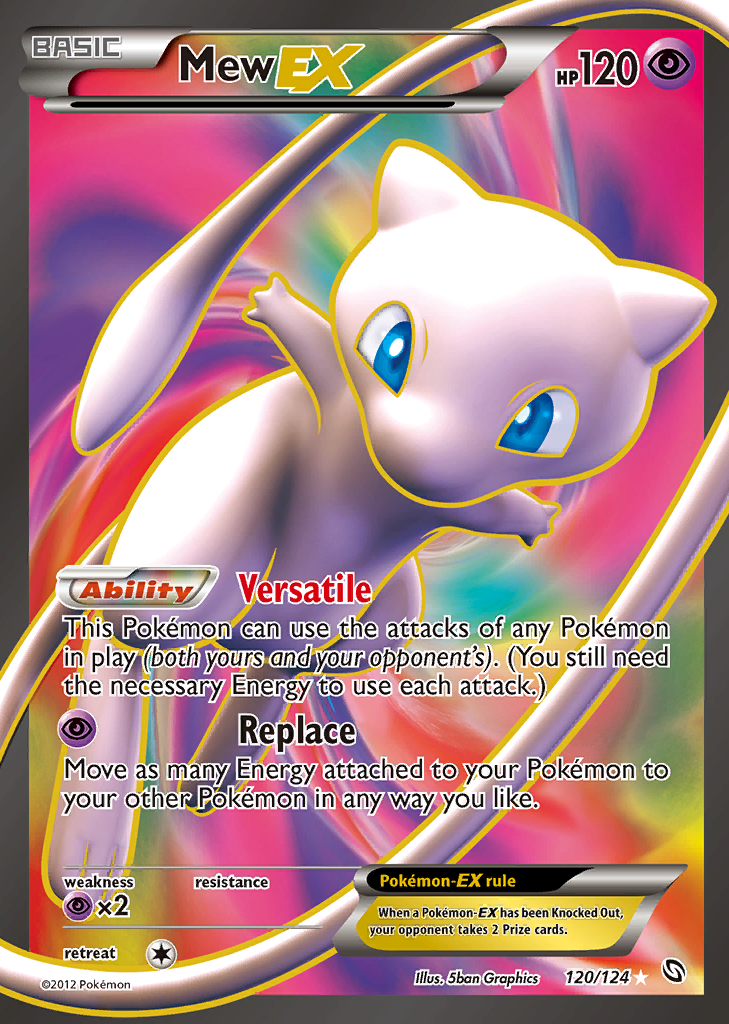 BASIC
Mew EX
HP 120
Ability Versatile
This Pokémon can use the attacks of any Pokémon
in play (both yours and your opponent's). (You still need
the necessary Energy to use each attack.)
Replace
Move as many Energy attached to your Pokémon to
your other Pokémon in any way you like.
weakness resistance
×2
retreat
Pokémon-EX rule
When a Pokémon-EX has been Knocked Out,
your opponent takes 2 Prize cards.
©2012 Pokémon
Illus. 5ban Graphics
120/124